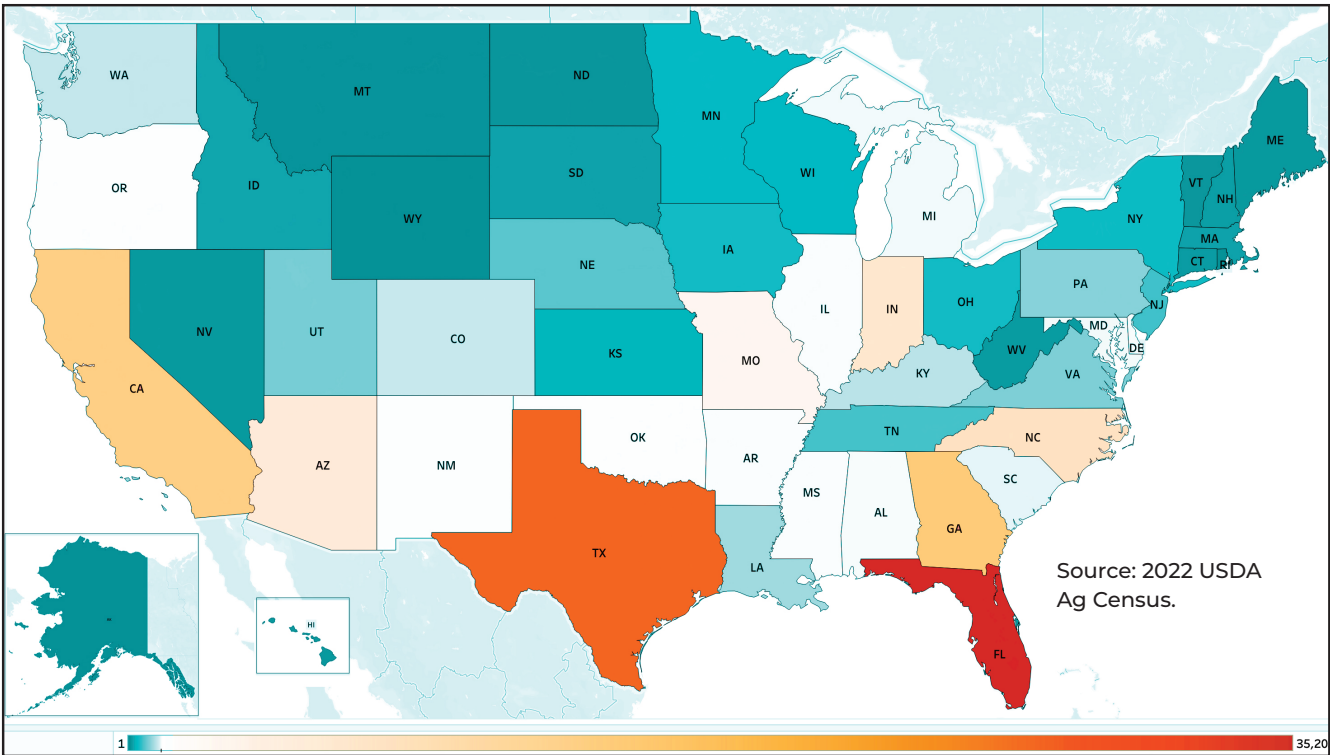 WA
MT
ND
MN
ME
OR
ID
SD
WI
VT
NH
WY
MI
NY
MA
CT
RI
NE
IA
PA
NJ
NV
UT
CO
IL
IN
OH
MD
DE
CA
KS
MO
WV
KY
VA
AZ
NM
OK
TN
NC
AR
MS
AL
SC
GA
TX
LA
FL
HI
Source: 2022 USDA
Ag Census.
1
35,20